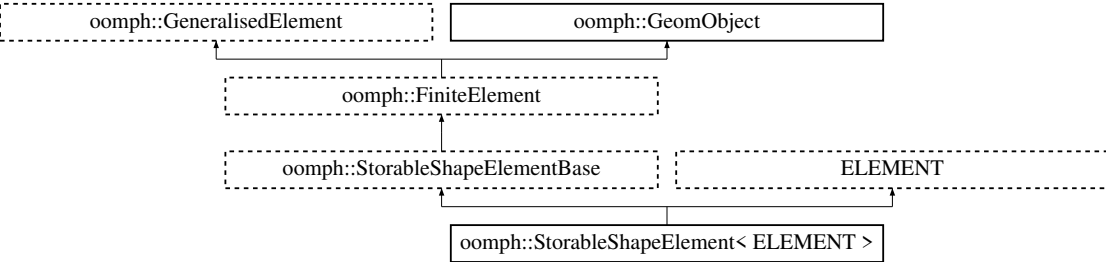 oomph::GeneralisedElement
oomph::GeomObject
oomph::FiniteElement
oomph::StorableShapeElementBase
ELEMENT
oomph::StorableShapeElement< ELEMENT >